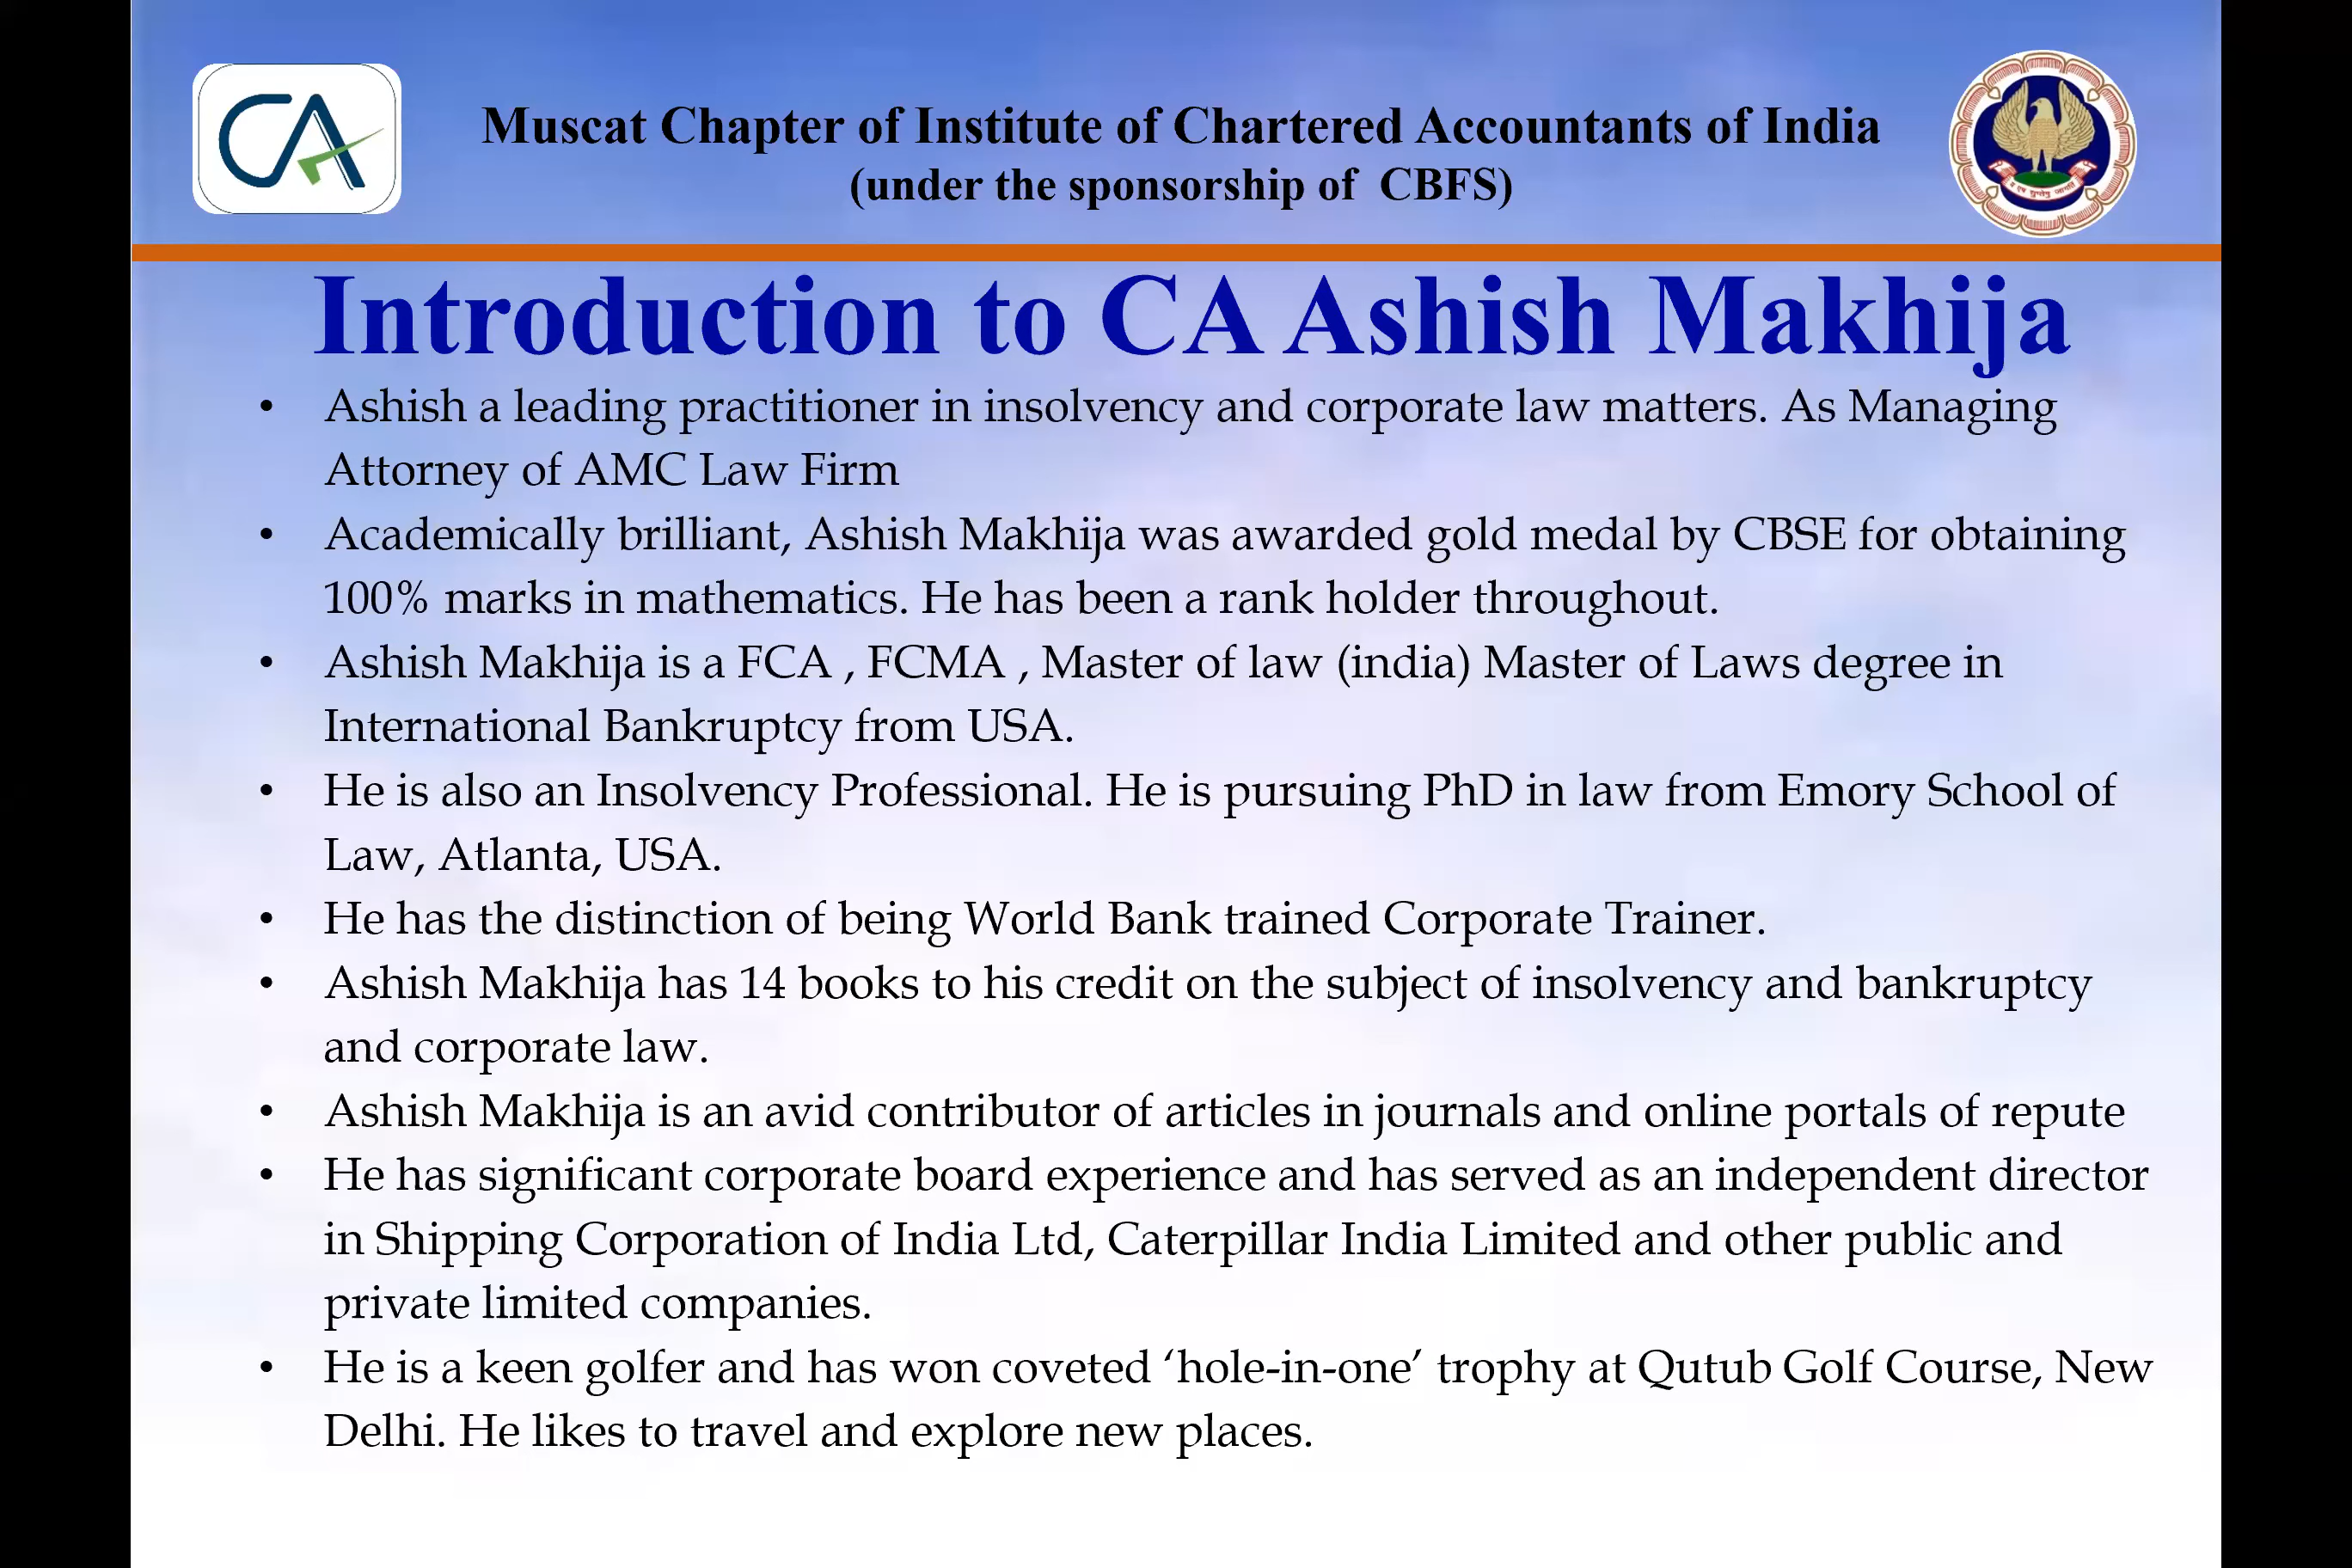 CA
Muscat Chapter of Institute of Chartered Accountants of India
(under the sponsorship of CBFS)
Introduction to CA Ashish Makhija
• Ashish a leading practitioner in insolvency and corporate law matters. As Managing
Attorney of AMC Law Firm
• Academically brilliant, Ashish Makhija was awarded gold medal by CBSE for obtaining
100% marks in mathematics. He has been a rank holder throughout.
• Ashish Makhija is a FCA , FCMA , Master of law (india) Master of Laws degree in
International Bankruptcy from USA.
• He is also an Insolvency Professional. He is pursuing PhD in law from Emory School of
Law, Atlanta, USA.
• He has the distinction of being World Bank trained Corporate Trainer.
• Ashish Makhija has 14 books to his credit on the subject of insolvency and bankruptcy
and corporate law.
• Ashish Makhija is an avid contributor of articles in journals and online portals of repute
• He has significant corporate board experience and has served as an independent director
in Shipping Corporation of India Ltd, Caterpillar India Limited and other public and
private limited companies.
• He is a keen golfer and has won coveted ‘hole-in-one’ trophy at Qutub Golf Course, New
Delhi. He likes to travel and explore new places.